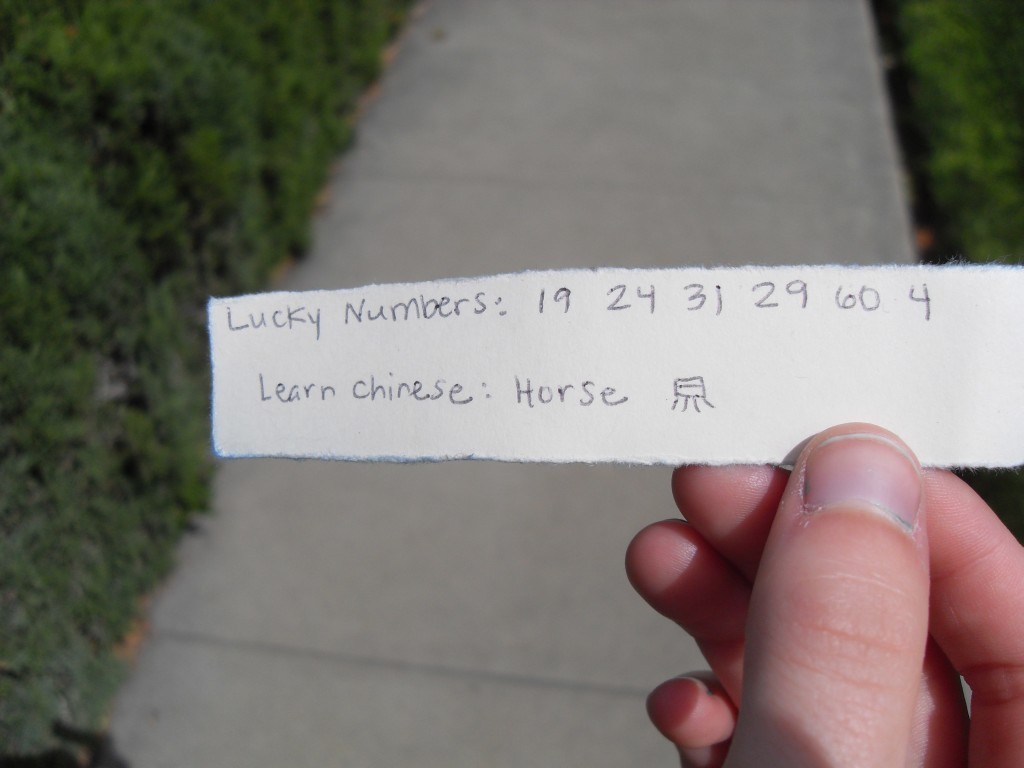 Lucky Numbers: 19 24 31 29 60 4
Learn Chinese: Horse